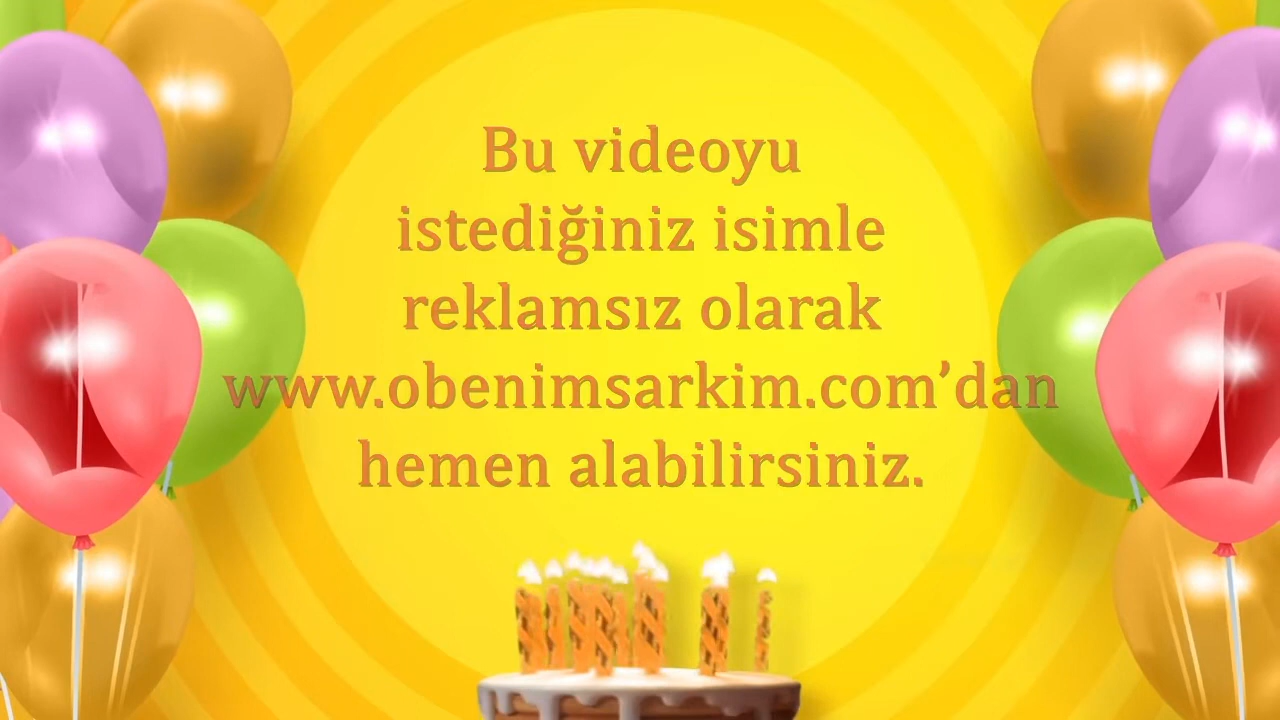 Bu videoyu
istediğiniz isimle
reklamsız olarak
www.obenimsarkim.com’dan
hemen alabilirsiniz.